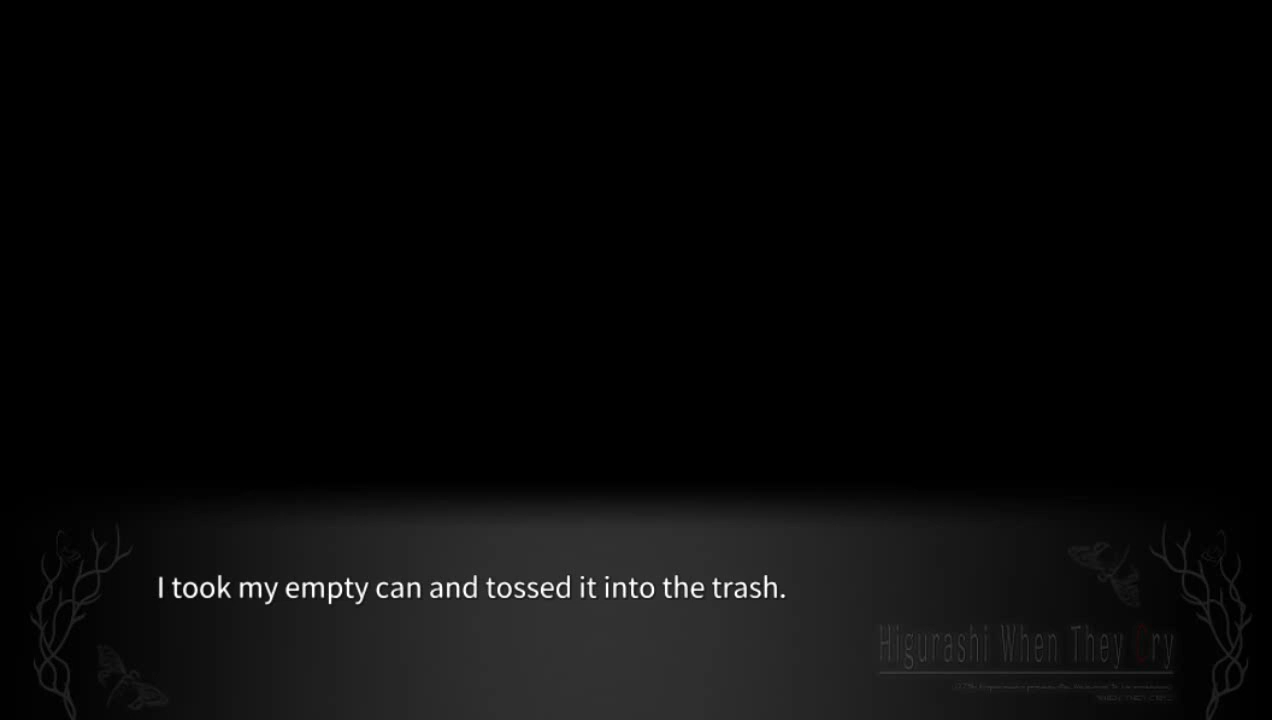 I took my empty can and tossed it into the trash.
Higurashi When They Cry